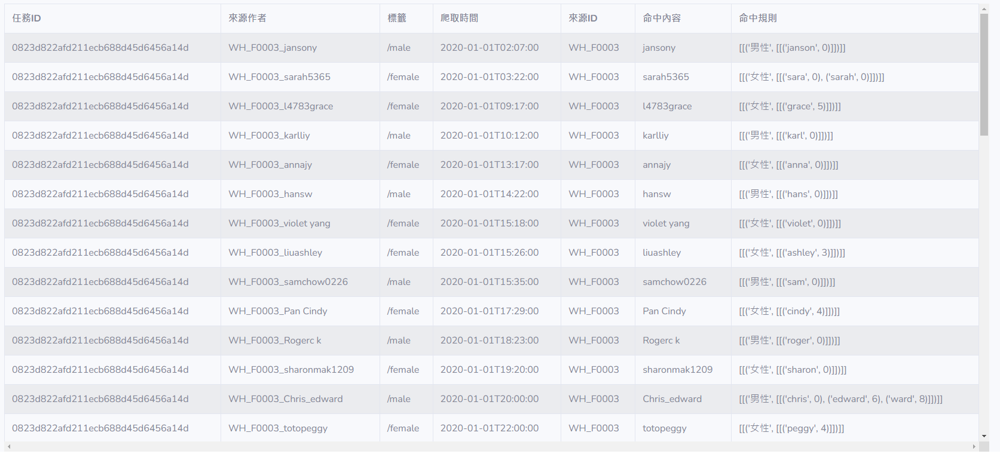 任務ID 來源作者 標籤 爬取時間 來源ID 命中內容 命中規則
0823d822afd211ecb688d45d6456a14d WH_F0003_jansony /male 2020-01-01T02:07:00 WH_F0003 jansony [[('男性', [[('janson', 0)]])]]
0823d822afd211ecb688d45d6456a14d WH_F0003_sarah5365 /female 2020-01-01T03:22:00 WH_F0003 sarah5365 [[('女性', [[('sara', 0), ('sarah', 0)]])]]
0823d822afd211ecb688d45d6456a14d WH_F0003_l4783grace /female 2020-01-01T09:17:00 WH_F0003 l4783grace [[('女性', [[('grace', 5)]])]]
0823d822afd211ecb688d45d6456a14d WH_F0003_karlliy /male 2020-01-01T10:12:00 WH_F0003 karlliy [[('男性', [[('karl', 0)]])]]
0823d822afd211ecb688d45d6456a14d WH_F0003_annajy /female 2020-01-01T13:17:00 WH_F0003 annajy [[('女性', [[('anna', 0)]])]]
0823d822afd211ecb688d45d6456a14d WH_F0003_hansw /male 2020-01-01T14:22:00 WH_F0003 hansw [[('男性', [[('hans', 0)]])]]
0823d822afd211ecb688d45d6456a14d WH_F0003_violet yang /female 2020-01-01T15:18:00 WH_F0003 violet yang [[('女性', [[('violet', 0)]])]]
0823d822afd211ecb688d45d6456a14d WH_F0003_liuashley /female 2020-01-01T15:26:00 WH_F0003 liuashley [[('女性', [[('ashley', 3)]])]]
0823d822afd211ecb688d45d6456a14d WH_F0003_samchow0226 /male 2020-01-01T15:35:00 WH_F0003 samchow0226 [[('男性', [[('sam', 0)]])]]
0823d822afd211ecb688d45d6456a14d WH_F0003_Pan Cindy /female 2020-01-01T17:29:00 WH_F0003 Pan Cindy [[('女性', [[('cindy', 4)]])]]
0823d822afd211ecb688d45d6456a14d WH_F0003_Rogerc k /male 2020-01-01T18:23:00 WH_F0003 Rogerc k [[('男性', [[('roger', 0)]])]]
0823d822afd211ecb688d45d6456a14d WH_F0003_sharonmak1209 /female 2020-01-01T19:20:00 WH_F0003 sharonmak1209 [[('女性', [[('sharon', 0)]])]]
0823d822afd211ecb688d45d6456a14d WH_F0003_Chris_edward /male 2020-01-01T20:00:00 WH_F0003 Chris_edward [[('男性', [[('chris', 0), ('edward', 6), ('ward', 8)]])]]
0823d822afd211ecb688d45d6456a14d WH_F0003_totopeggy /female 2020-01-01T22:00:00 WH_F0003 totopeggy [[('女性', [[('peggy', 4)]])]]